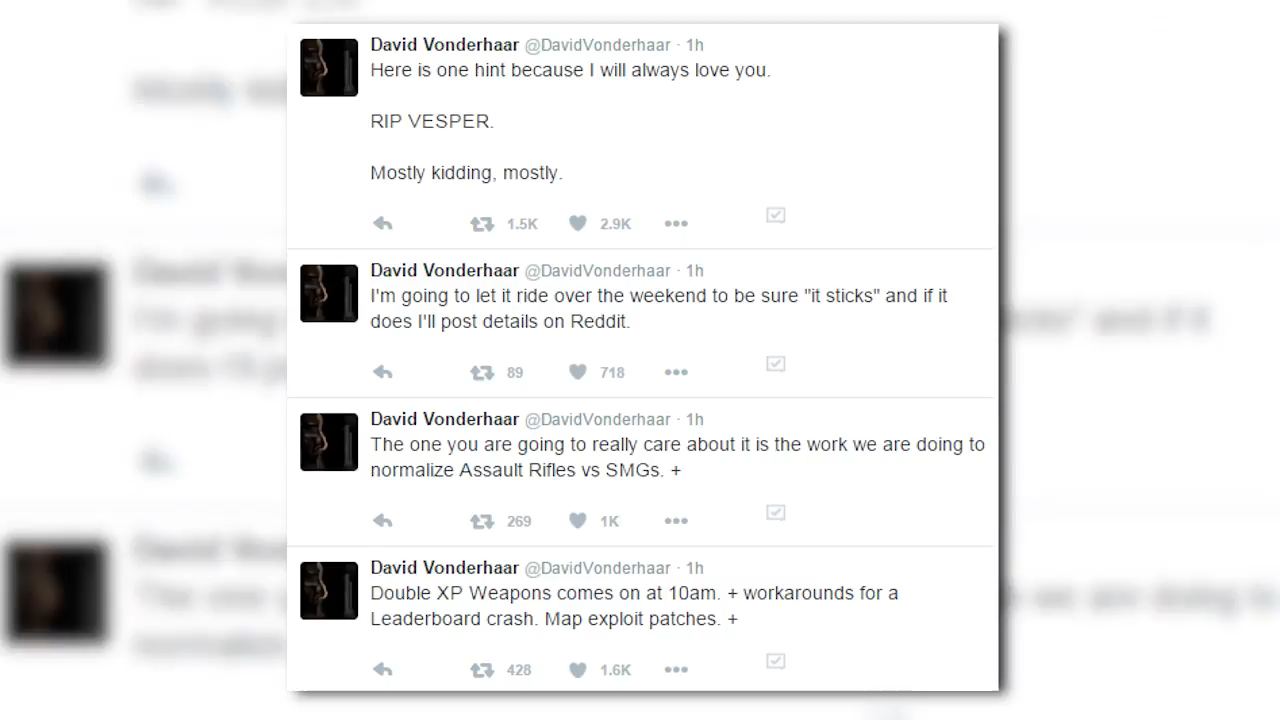 David Vonderhaar @DavidVonderhaar · 1h
Here is one hint because I will always love you.
RIP VESPER.
Mostly kidding, mostly.
1.5K 2.9K
David Vonderhaar @DavidVonderhaar · 1h
I'm going to let it ride over the weekend to be sure "it sticks" and if it
does I'll post details on Reddit.
89 718
David Vonderhaar @DavidVonderhaar · 1h
The one you are going to really care about it is the work we are doing to
normalize Assault Rifles vs SMGs. +
269 1K
David Vonderhaar @DavidVonderhaar · 1h
Double XP Weapons comes on at 10am. + workarounds for a
Leaderboard crash. Map exploit patches. +
428 1.6K